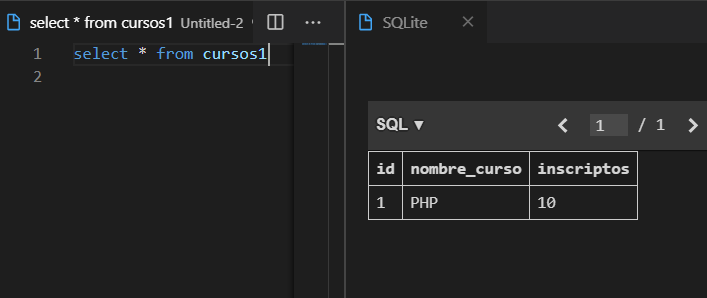 select * from cursos1 Untitled-2
1 select * from cursos1
2
SQLite
SQL ▼ < 1 / 1 >
id nombre_curso inscriptos
1 PHP 10